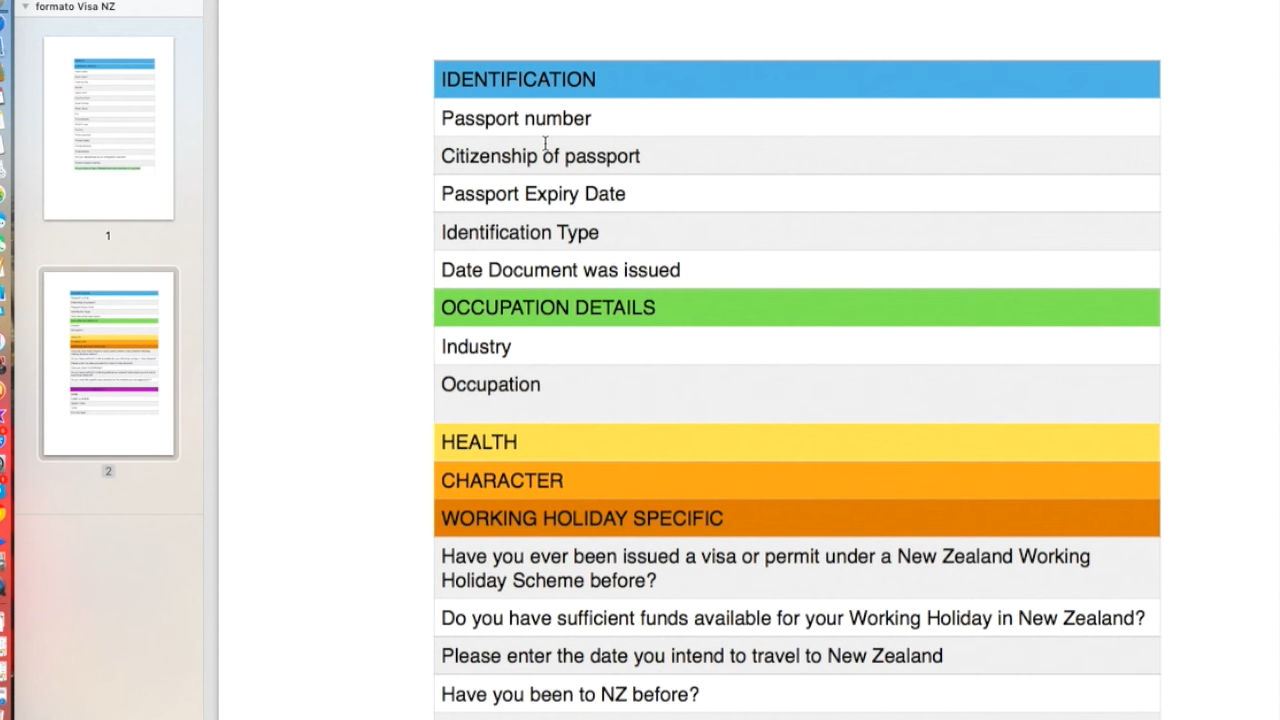 formato Visa NZ
1
2
IDENTIFICATION
Passport number
Citizenship of passport
Passport Expiry Date
Identification Type
Date Document was issued
OCCUPATION DETAILS
Industry
Occupation
HEALTH
CHARACTER
WORKING HOLIDAY SPECIFIC
Have you ever been issued a visa or permit under a New Zealand Working
Holiday Scheme before?
Do you have sufficient funds available for your Working Holiday in New Zealand?
Please enter the date you intend to travel to New Zealand
Have you been to NZ before?